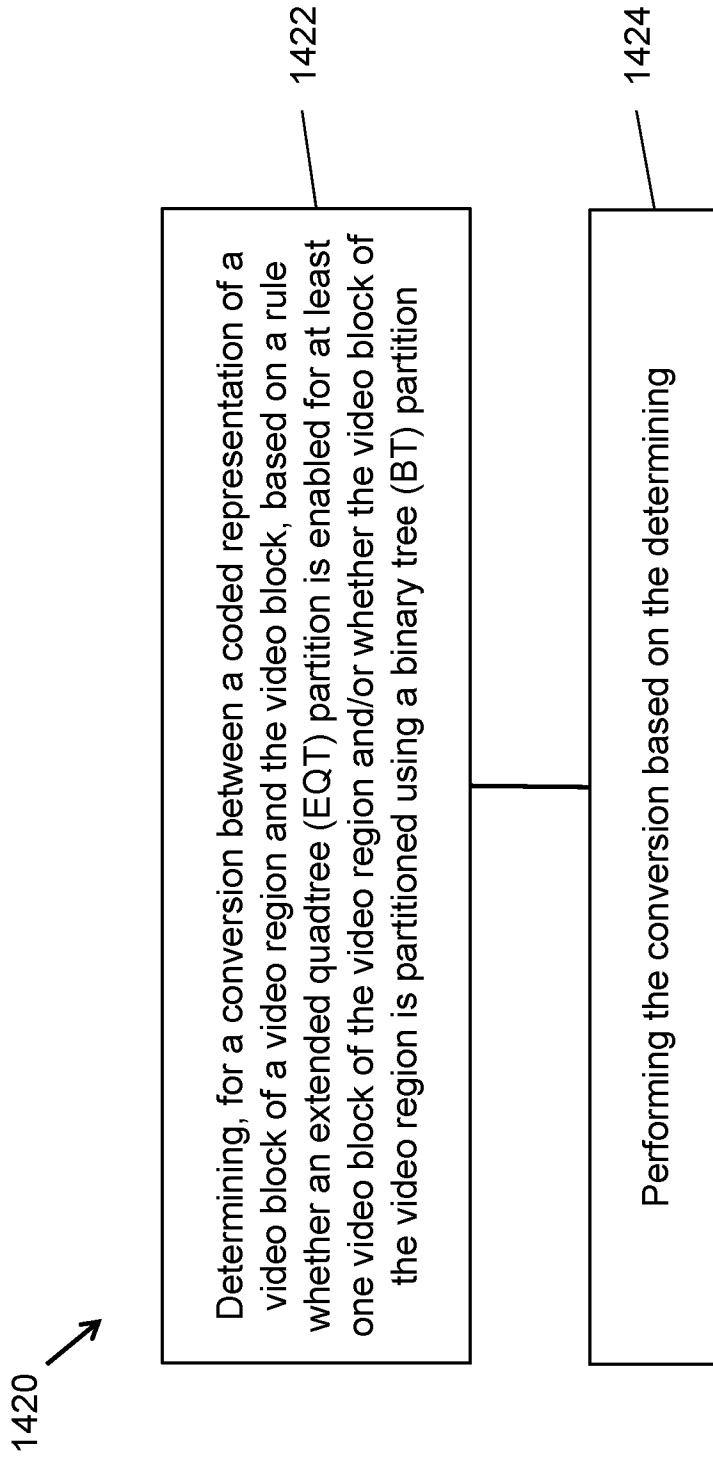 1420
Determining, for a conversion between a coded representation of a
video block of a video region and the video block, based on a rule
whether an extended quadtree (EQT) partition is enabled for at least
one video block of the video region and/or whether the video block of
the video region is partitioned using a binary tree (BT) partition
1422
Performing the conversion based on the determining
1424